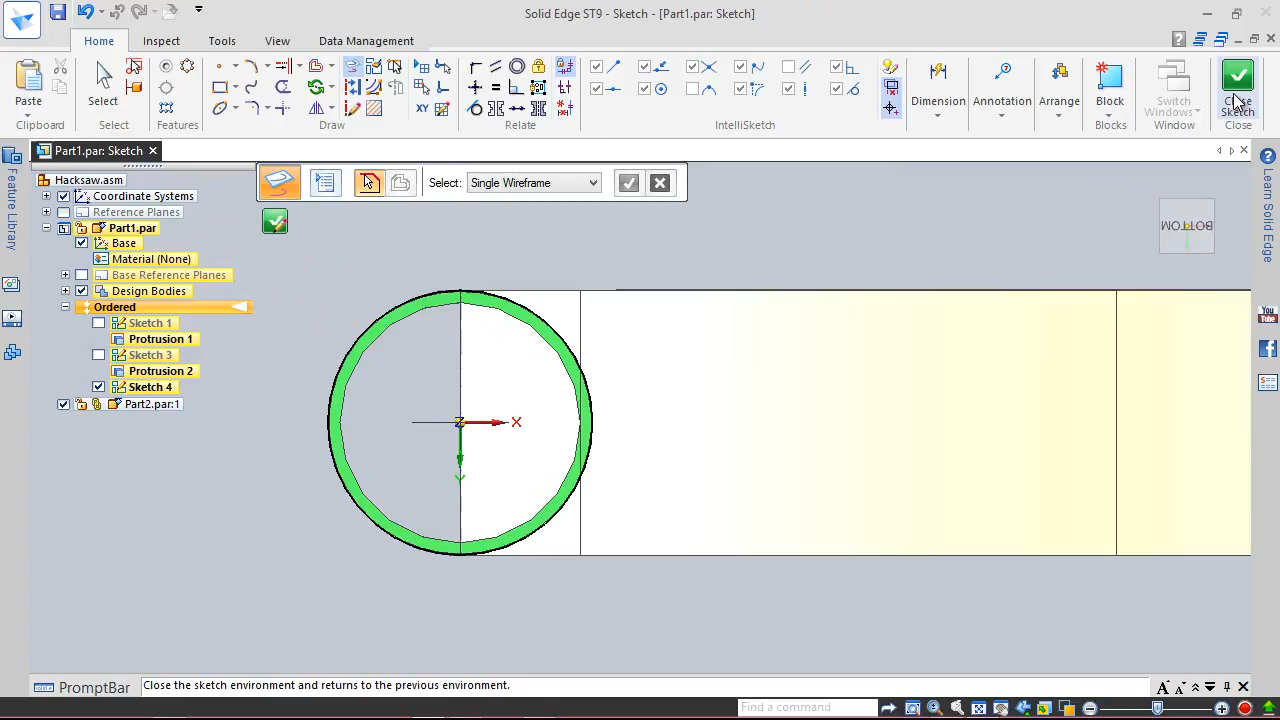 Solid Edge ST9 - Sketch - [Part1.par: Sketch]
Home Inspect Tools View Data Management
Paste
Clipboard
Select
Select
Features
Draw
Relate
IntelliSketch
Dimension
Annotation
Arrange
Block
Blocks
Switch Windows
Window
Close Sketch
Close
Part1.par: Sketch
Feature Library
Hacksaw.asm
Coordinate Systems
Reference Planes
Part1.par
Base
Material (None)
Base Reference Planes
Design Bodies
Ordered
Sketch 1
Protrusion 1
Sketch 3
Protrusion 2
Sketch 4
Part2.par:1
Select: Single Wireframe
BOTTOM
Learn Solid Edge
You Tube
Z X
Y
PromptBar
Close the sketch environment and returns to the previous environment.
Find a command